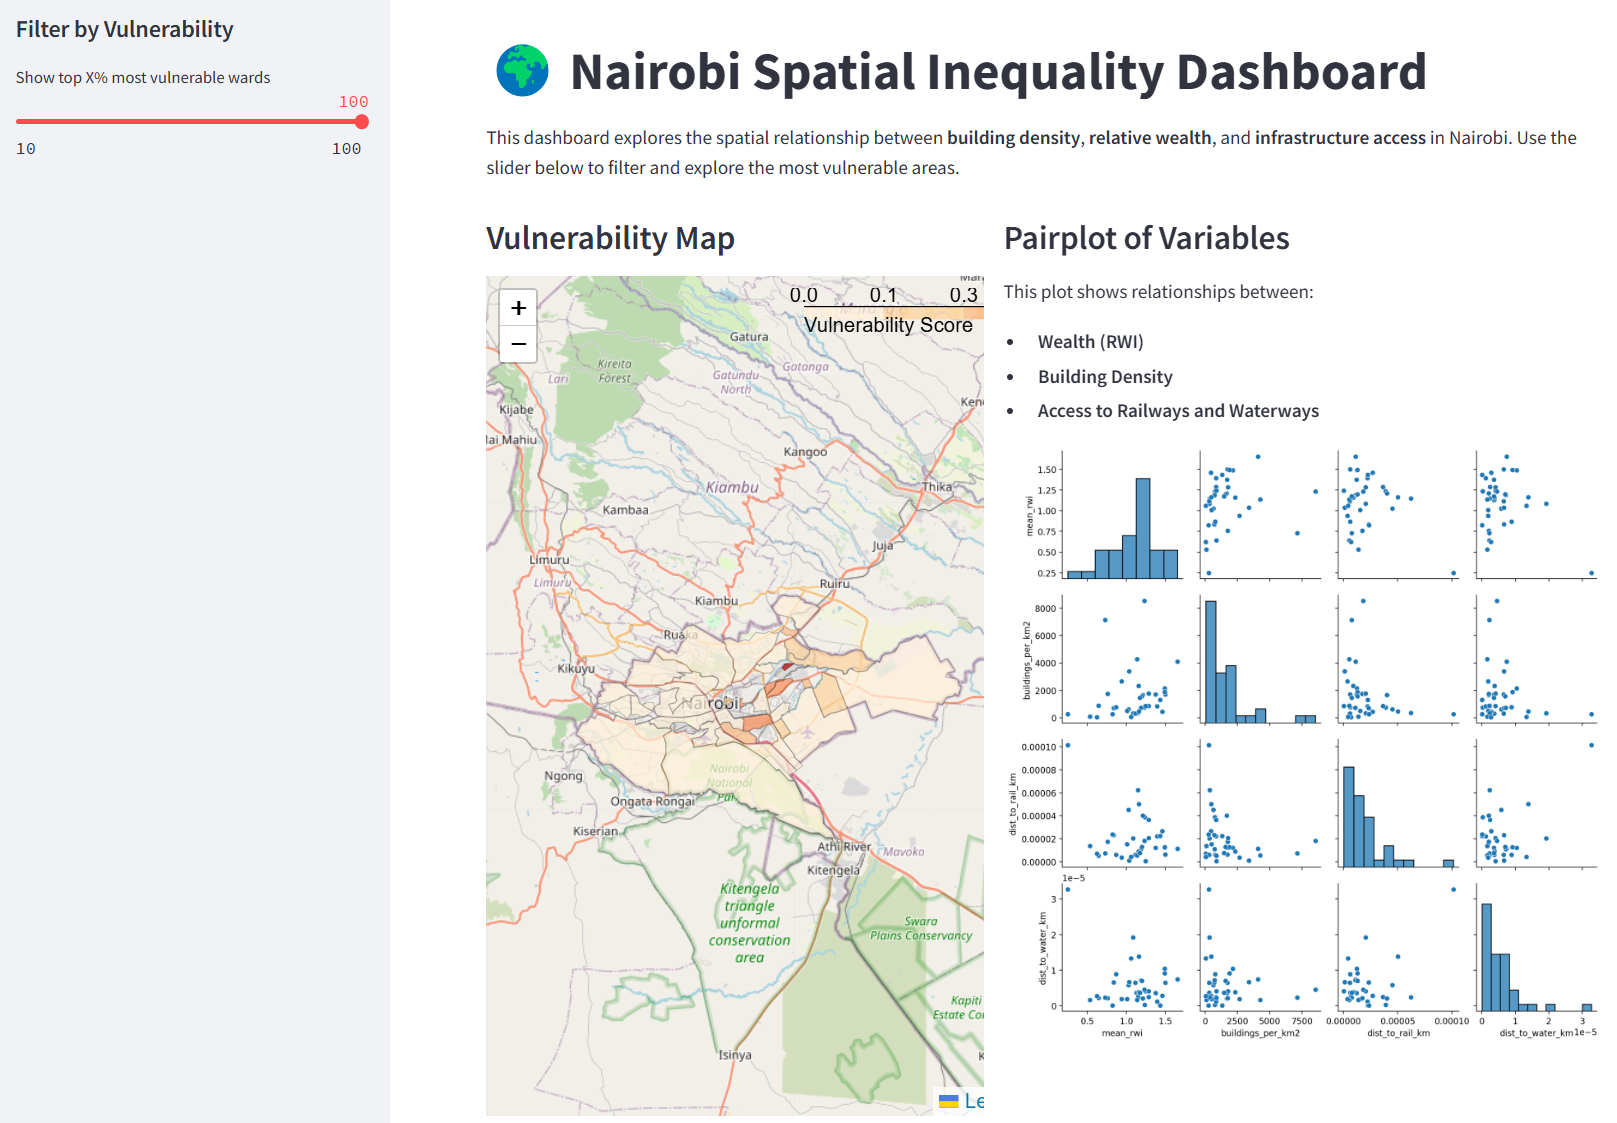 Filter by Vulnerability
Show top X% most vulnerable wards
100
10 100
Nairobi Spatial Inequality Dashboard
This dashboard explores the spatial relationship between building density, relative wealth, and infrastructure access in Nairobi. Use the
slider below to filter and explore the most vulnerable areas.
Vulnerability Map
+
−
0.0 0.1 0.3
Vulnerability Score
Gatura
Kireita
Forest
Lari
Gatundu
North
Gatanga
Kijabe
Mai Mahiu
Kangoo
Kiambu
Thika
Kambaa
Juja
Limuru
Limuru
Ruiru
Kiambu
Ruaka
Kikuyu
Nairobi
Ngong
Nairobi
National
Park
Ongata Rongai
Kiserian
Athi River
Mavoko
Kitengela
Kitengela
triangle
unformal
conservation
area
Swara
Plains Conservancy
Kapiti
Estate Co
Isinya
Le
Pairplot of Variables
This plot shows relationships between:
• Wealth (RWI)
• Building Density
• Access to Railways and Waterways
mean_rwi
1.50
1.25
1.00
0.75
0.50
0.25
buildings_per_km2
8000
6000
4000
2000
0
dist_to_rail_km
0.00010
0.00008
0.00006
0.00004
0.00002
0.00000
1e−5
dist_to_water_km
3
2
1
0
0.5 1.0 1.5
mean_rwi
0 2500 5000 7500
buildings_per_km2
0.00000 0.00005 0.00010
dist_to_rail_km
0 1 2 3
dist_to_water_km 1e−5